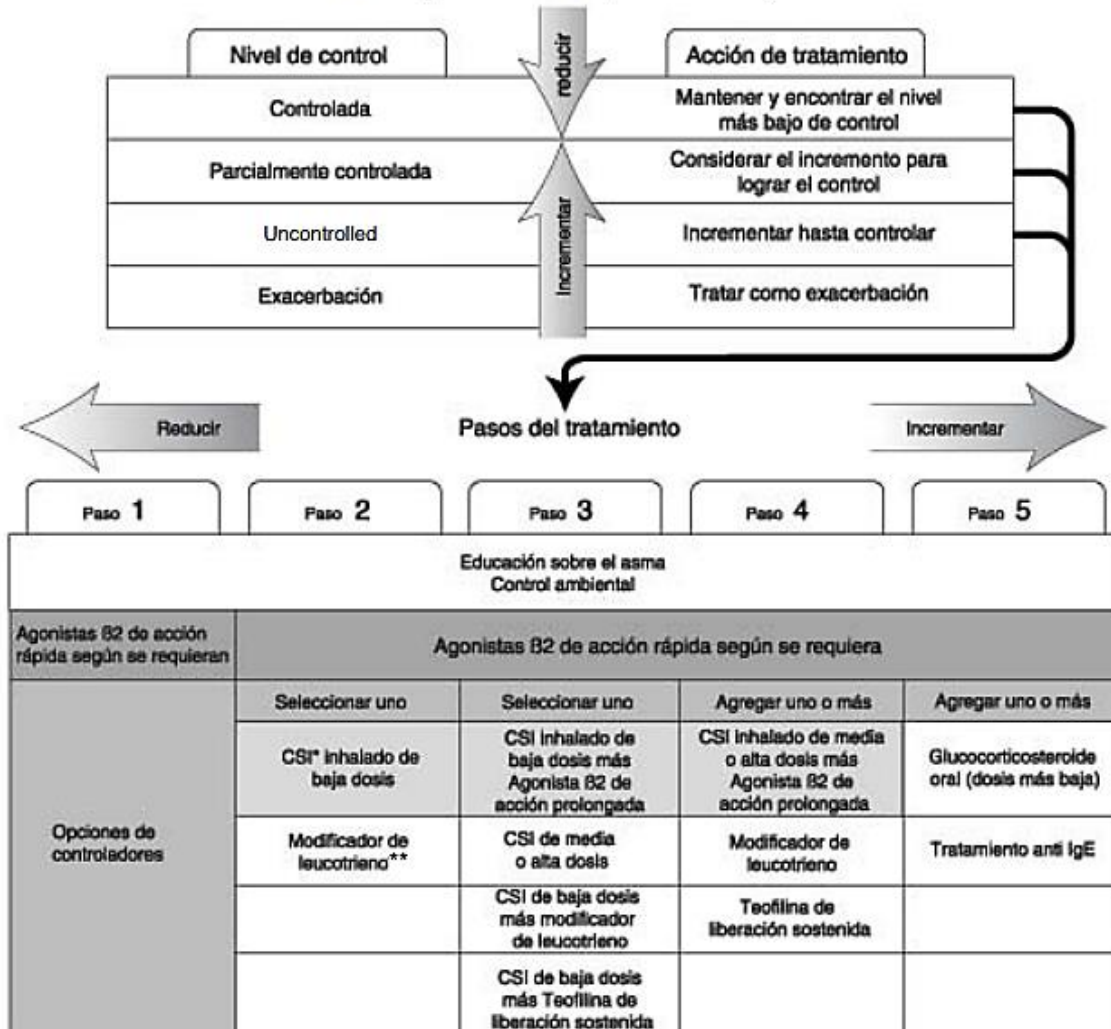 Nivel de control
reducir
Acción de tratamiento
Controlada
Mantener y encontrar el nivel
más bajo de control
Parcialmente controlada
Considerar el incremento para
lograr el control
Uncontrolled
Incrementar
Incrementar hasta controlar
Exacerbación
Tratar como exacerbación
Reducir
Pasos del tratamiento
Incrementar
Paso 1
Paso 2
Paso 3
Paso 4
Paso 5
Educación sobre el asma
Control ambiental
Agonistas ß2 de acción
rápida según se requieran
Agonistas ß2 de acción rápida según se requiera
Seleccionar uno
Seleccionar uno
Agregar uno o más
Agregar uno o más
Opciones de
controladores
CSI* inhalado de
baja dosis
CSI inhalado de
baja dosis más
Agonista ß2 de
acción prolongada
CSI inhalado de media
o alta dosis más
Agonista ß2 de
acción prolongada
Glucocorticosteroide
oral (dosis más baja)
Modificador de
leucotrieno**
CSI de media
o alta dosis
Modificador de
leucotrieno
Tratamiento anti IgE
CSI de baja dosis
más modificador
de leucotrieno
Teofilina de
liberación sostenida
CSI de baja dosis
más Teofilina de
liberación sostenida